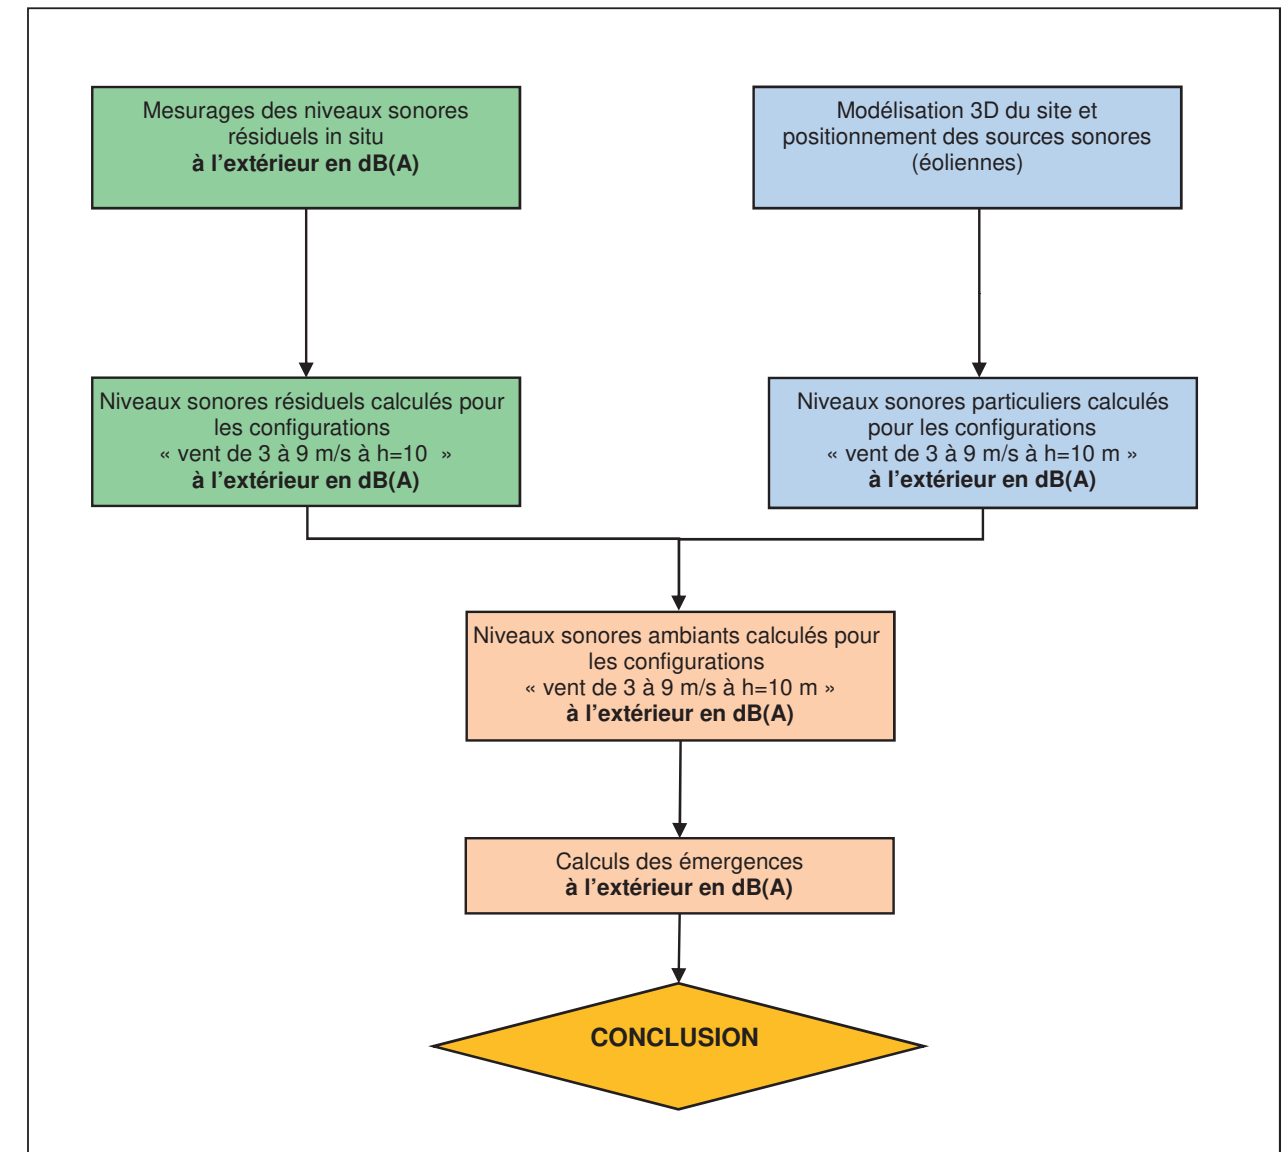 Mesurages des niveaux sonores
résiduels in situ
à l’extérieur en dB(A)
Modélisation 3D du site et
positionnement des sources sonores
(éoliennes)
Niveaux sonores résiduels calculés pour
les configurations
« vent de 3 à 9 m/s à h=10  »
à l’extérieur en dB(A)
Niveaux sonores particuliers calculés
pour les configurations
« vent de 3 à 9 m/s à h=10 m »
à l’extérieur en dB(A)
Niveaux sonores ambiants calculés pour
les configurations
« vent de 3 à 9 m/s à h=10 m »
à l’extérieur en dB(A)
Calculs des émergences
à l’extérieur en dB(A)
CONCLUSION